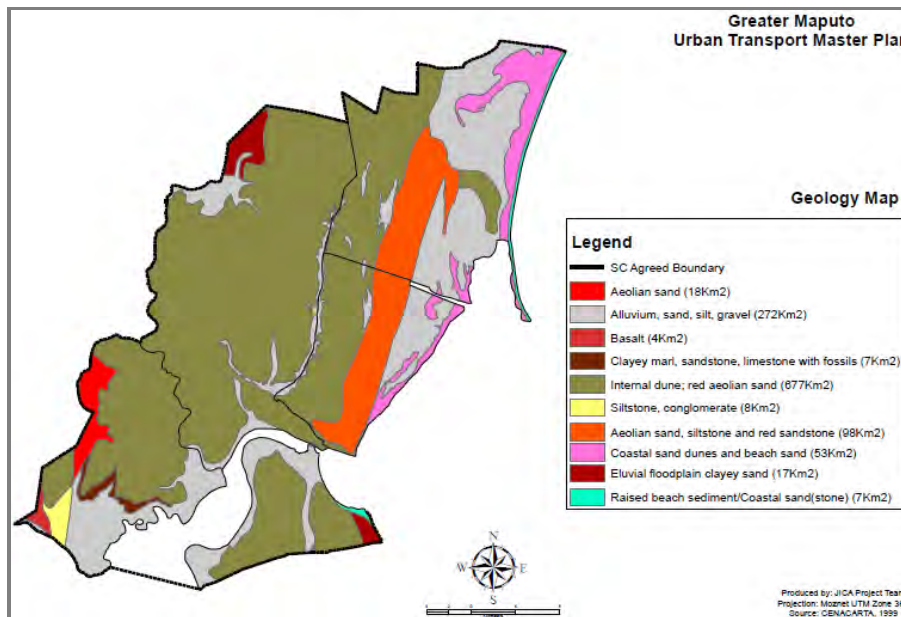 Greater Maputo
Urban Transport Master Plan
Geology Map
Legend
SC Agreed Boundary
Aeolian sand (18Km2)
Alluvium, sand, silt, gravel (272Km2)
Basalt (4Km2)
Clayey marl, sandstone, limestone with fossils (7Km2)
Internal dune; red aeolian sand (677Km2)
Siltstone, conglomerate (8Km2)
Aeolian sand, siltstone and red sandstone (98Km2)
Coastal sand dunes and beach sand (53Km2)
Eluvial floodplain clayey sand (17Km2)
Raised beach sediment/Coastal sand(stone) (7Km2)
N
W E
S
Produced by: JICA Project Team
Projection: Moznet UTM Zone 36
Source: CENACARTA, 1999